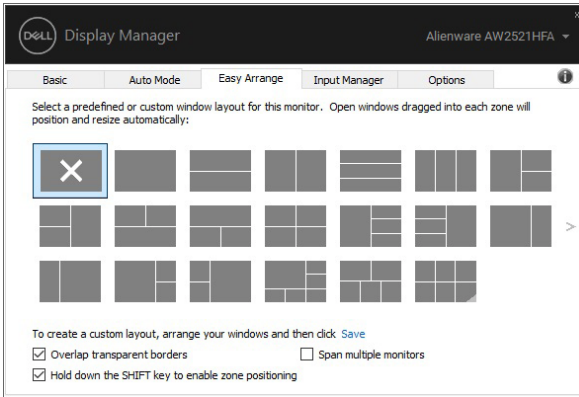 DELL Display Manager Alienware AW2521HFA
Basic Auto Mode Easy Arrange Input Manager Options
Select a predefined or custom window layout for this monitor. Open windows dragged into each zone will
position and resize automatically:
To create a custom layout, arrange your windows and then click Save
Overlap transparent borders Span multiple monitors
Hold down the SHIFT key to enable zone positioning